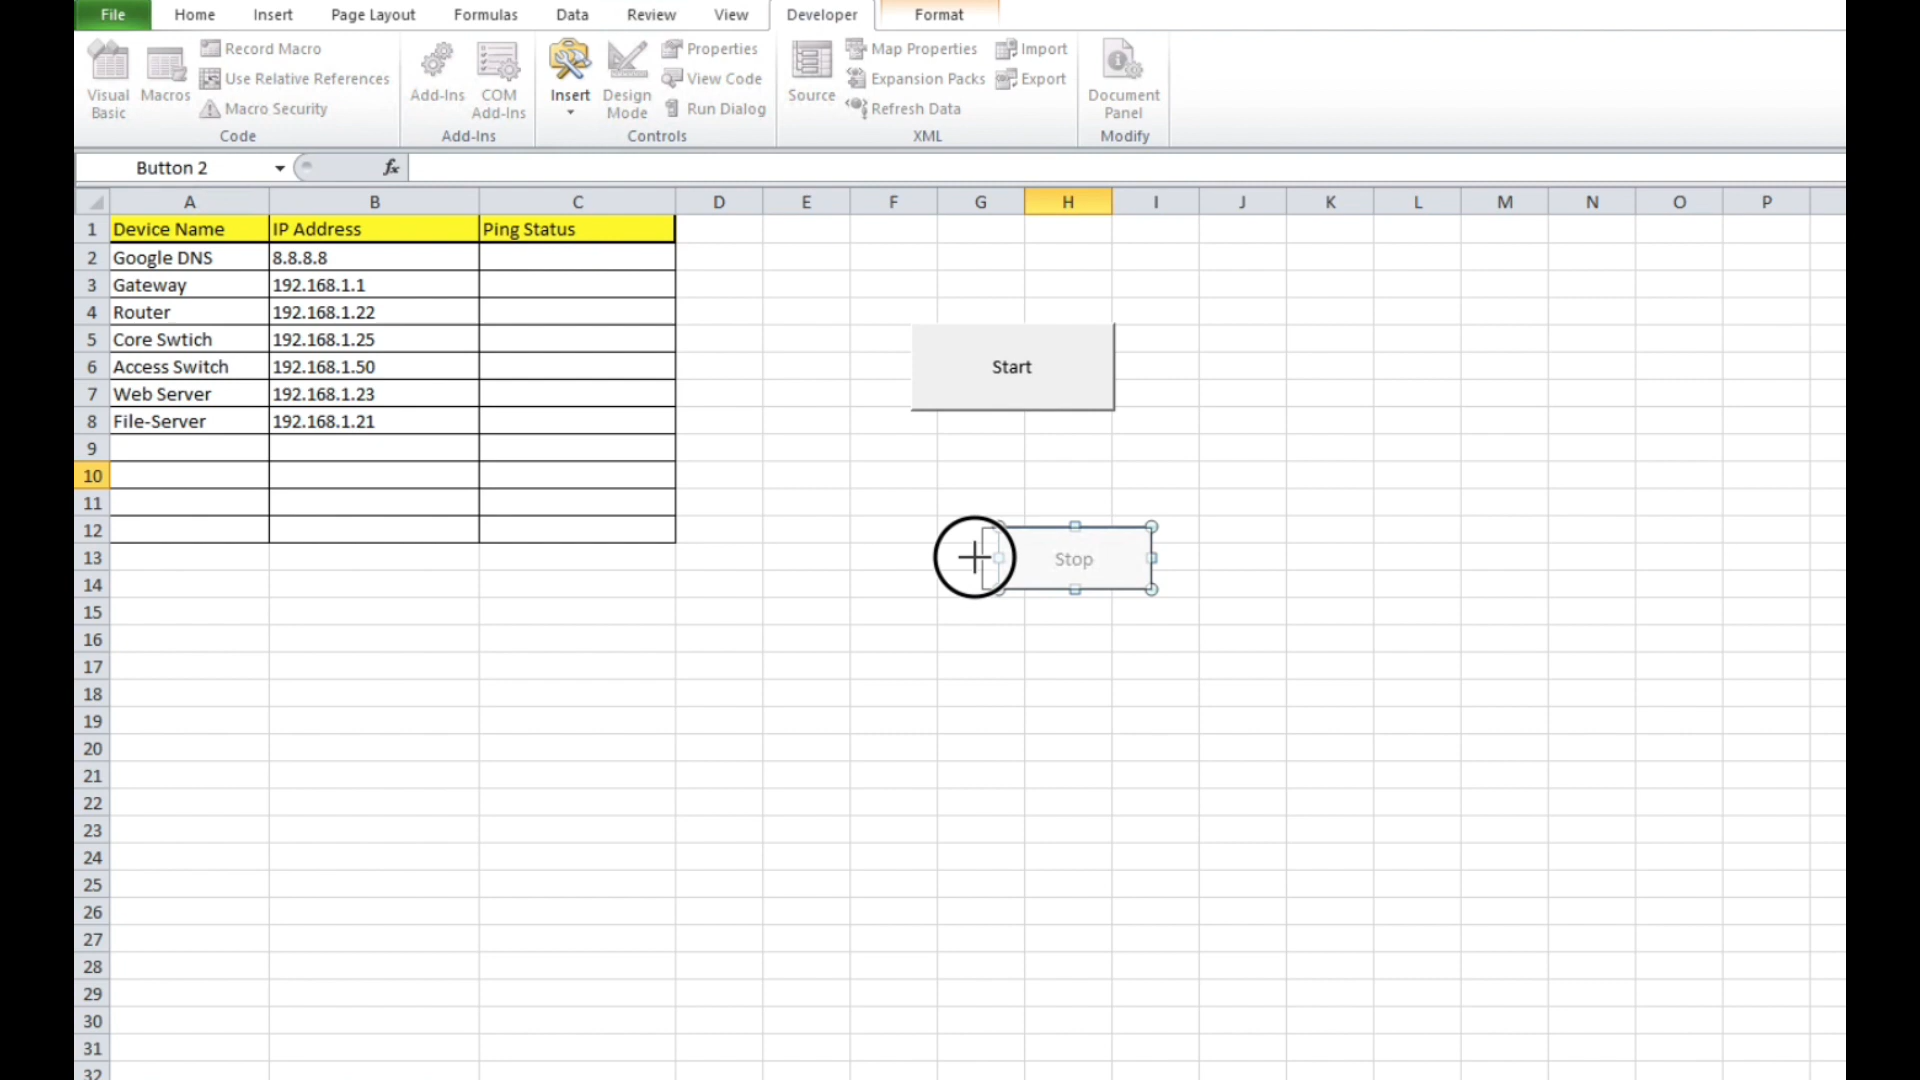 File Home Insert Page Layout Formulas Data Review View Developer Format
Visual Basic
Macros
Record Macro
Use Relative References
Macro Security
Code
Add-Ins
COM Add-Ins
Add-Ins
Insert
Design Mode
Properties
View Code
Run Dialog
Controls
Source
Map Properties
Expansion Packs
Refresh Data
Import
Export
XML
Document Panel
Modify
Button 2 fx
A B C D E F G H I J K L M N O P
1 Device Name IP Address Ping Status
2 Google DNS 8.8.8.8
3 Gateway 192.168.1.1
4 Router 192.168.1.22
5 Core Swtich 192.168.1.25
6 Access Switch 192.168.1.50
7 Web Server 192.168.1.23
8 File-Server 192.168.1.21
Start
9
10
11
12
13
Stop
14
15
16
17
18
19
20
21
22
23
24
25
26
27
28
29
30
31
32